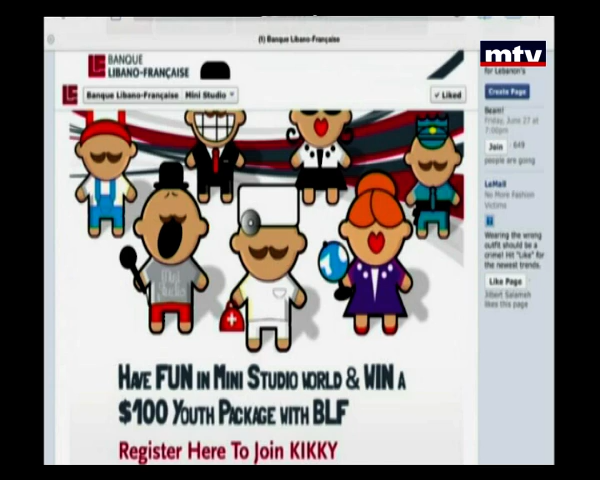 (1) Banque Libano-Française
mtv
BANQUE
LIBANO-FRANÇAISE
for Lebanon's
Banque Libano-Française Mini Studio
Liked
Create Page
Friday, June 27 at
7:00pm
Join 649
people are going
LeMall
No More Fashion
Victims
Wearing the wrong
outfit should be a
crime! Hit "Like" for
the newest trends.
Like Page
Jilbert Salameh
likes this page
Mini
Studio
HAVE FUN IN MINI STUDIO WORLD & WIN A
$100 YOUTH PACKAGE WITH BLF
Register Here To Join KIKKY